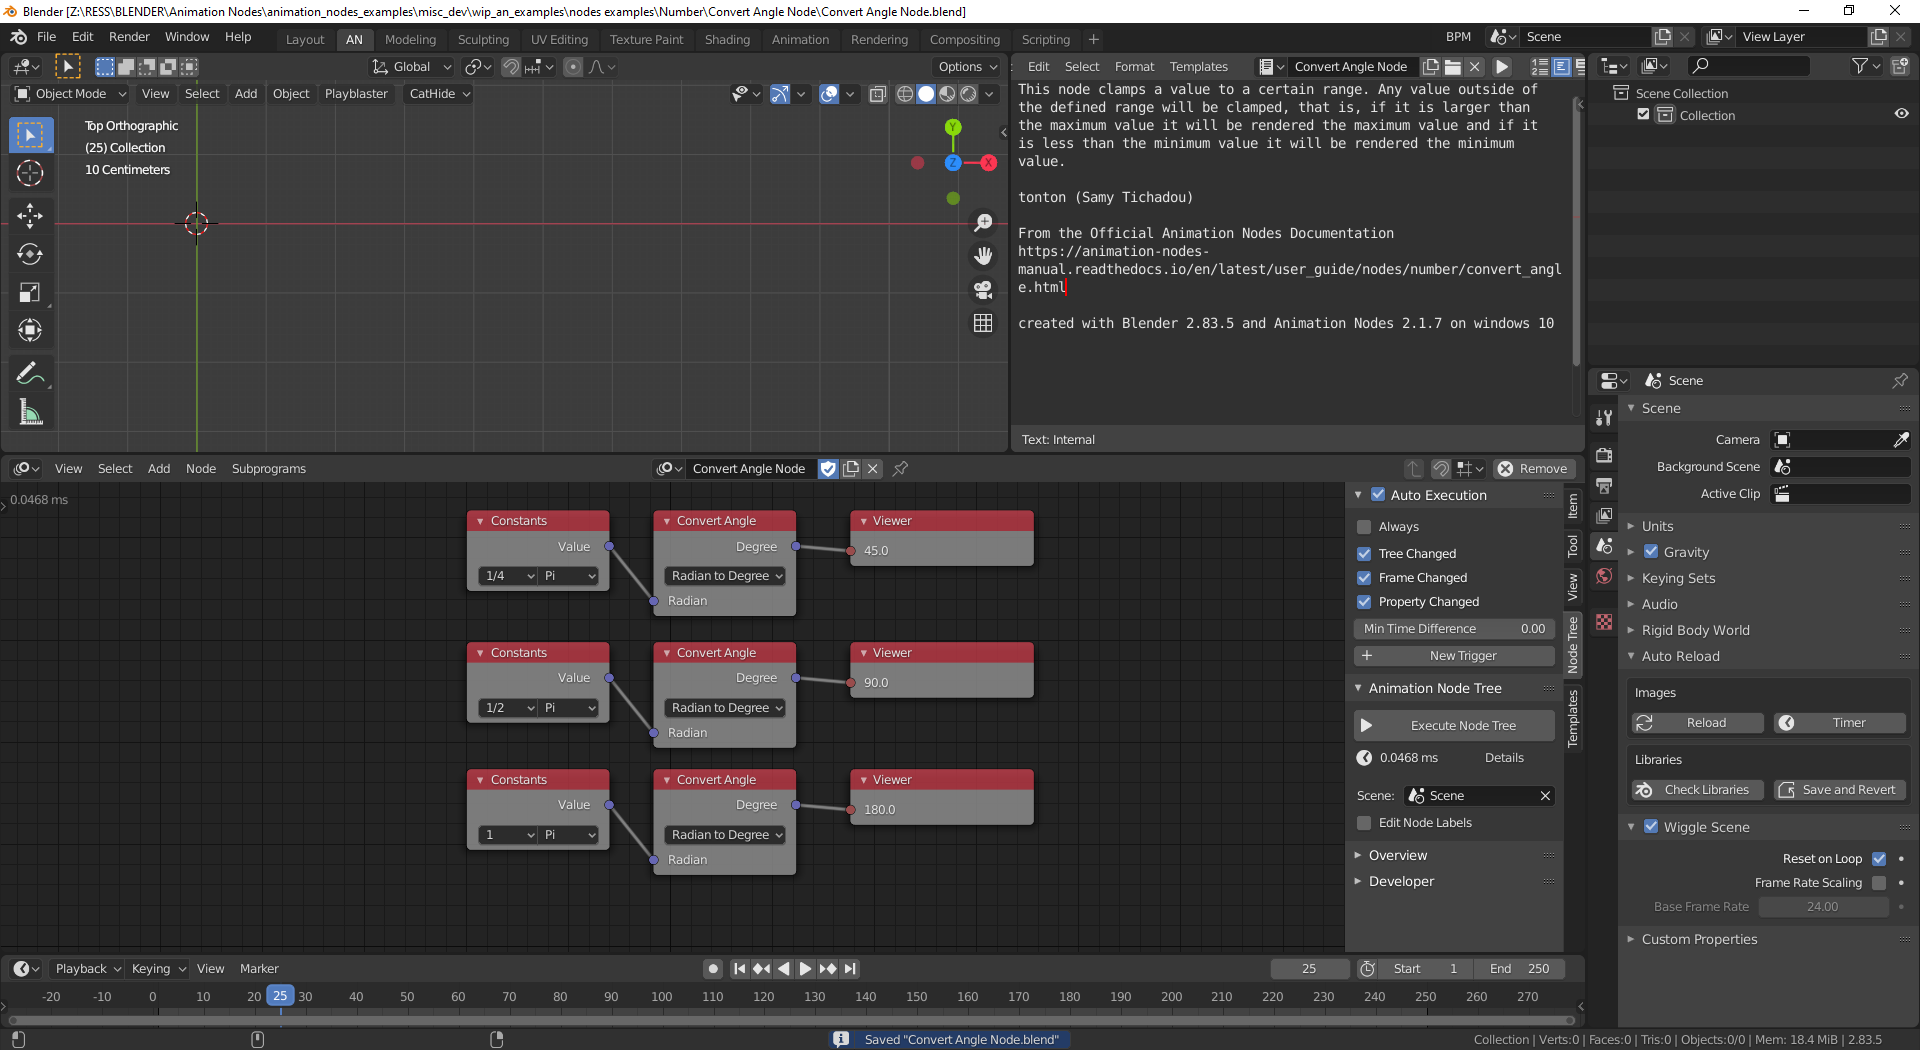 Blender [Z:\RESS\BLENDER\Animation Nodes\animation_nodes_examples\misc_dev\wip_an_examples\nodes examples\Number\Convert Angle Node\Convert Angle Node.blend]
File Edit Render Window Help Layout AN Modeling Sculpting UV Editing Texture Paint Shading Animation Rendering Compositing Scripting + BPM Scene View Layer
Global Options
Object Mode View Select Add Object Playblaster CatHide
Top Orthographic
(25) Collection
10 Centimeters
Y
Z
X
Edit Select Format Templates Convert Angle Node
This node clamps a value to a certain range. Any value outside of
the defined range will be clamped, that is, if it is larger than
the maximum value it will be rendered the maximum value and if it
is less than the minimum value it will be rendered the minimum
value.
tonton (Samy Tichadou)
From the Official Animation Nodes Documentation
https://animation-nodes-
manual.readthedocs.io/en/latest/user_guide/nodes/number/convert_angl
e.html
created with Blender 2.83.5 and Animation Nodes 2.1.7 on windows 10
Text: Internal
Scene Collection
Collection
View Select Add Node Subprograms Convert Angle Node Remove
0.0468 ms
Constants
Value
1/4 Pi
Convert Angle
Degree
Radian to Degree
Radian
Viewer
45.0
Constants
Value
1/2 Pi
Convert Angle
Degree
Radian to Degree
Radian
Viewer
90.0
Constants
Value
1 Pi
Convert Angle
Degree
Radian to Degree
Radian
Viewer
180.0
Auto Execution
Always
Tree Changed
Frame Changed
Property Changed
Min Time Difference 0.00
New Trigger
Animation Node Tree
Execute Node Tree
0.0468 ms Details
Scene: Scene
Edit Node Labels
Overview
Developer
Item
Tool
View
Node Tree
Templates
Scene
Scene
Camera
Background Scene
Active Clip
Units
Gravity
Keying Sets
Audio
Rigid Body World
Auto Reload
Images
Reload Timer
Libraries
Check Libraries Save and Revert
Wiggle Scene
Reset on Loop
Frame Rate Scaling
Base Frame Rate 24.00
Custom Properties
Playback Keying View Marker 25 Start 1 End 250
-20 -10 0 10 20 25 30 40 50 60 70 80 90 100 110 120 130 140 150 160 170 180 190 200 210 220 230 240 250 260 270
Saved "Convert Angle Node.blend"
Collection | Verts:0 | Faces:0 | Tris:0 | Objects:0/0 | Mem: 18.4 MiB | 2.83.5